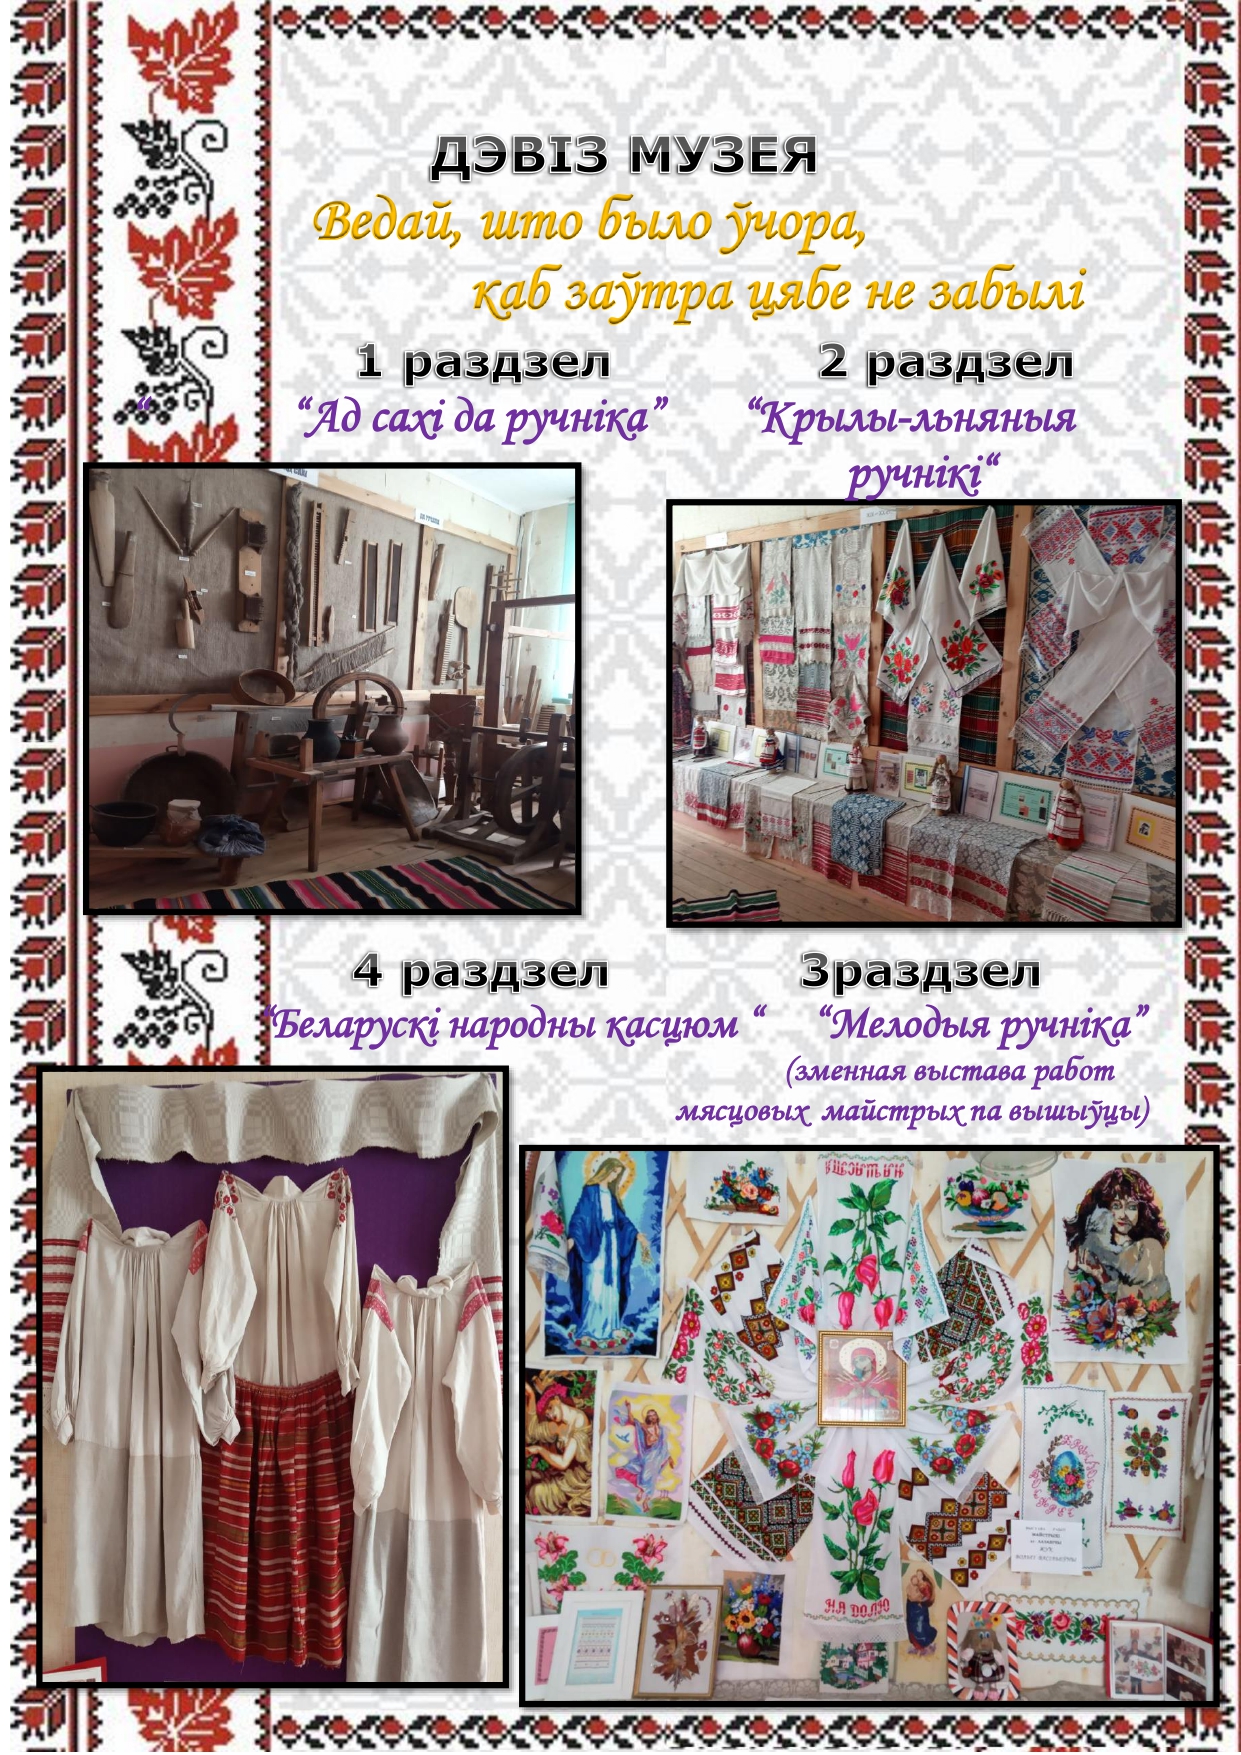 ДЭВІЗ МУЗЕЯ
Ведай, што было ўчора,
каб заўтра цябе не забылі
1 раздзел
2 раздзел
“
“Ад сахі да ручніка”
“Крылы-льняныя
ручнікі“
4 раздзел
3раздзел
“Беларускі народны касцюм “
“Мелодыя ручніка”
(зменная выстава работ
мясцовых майстрых па вышыўцы)
НА ДОЛЮ